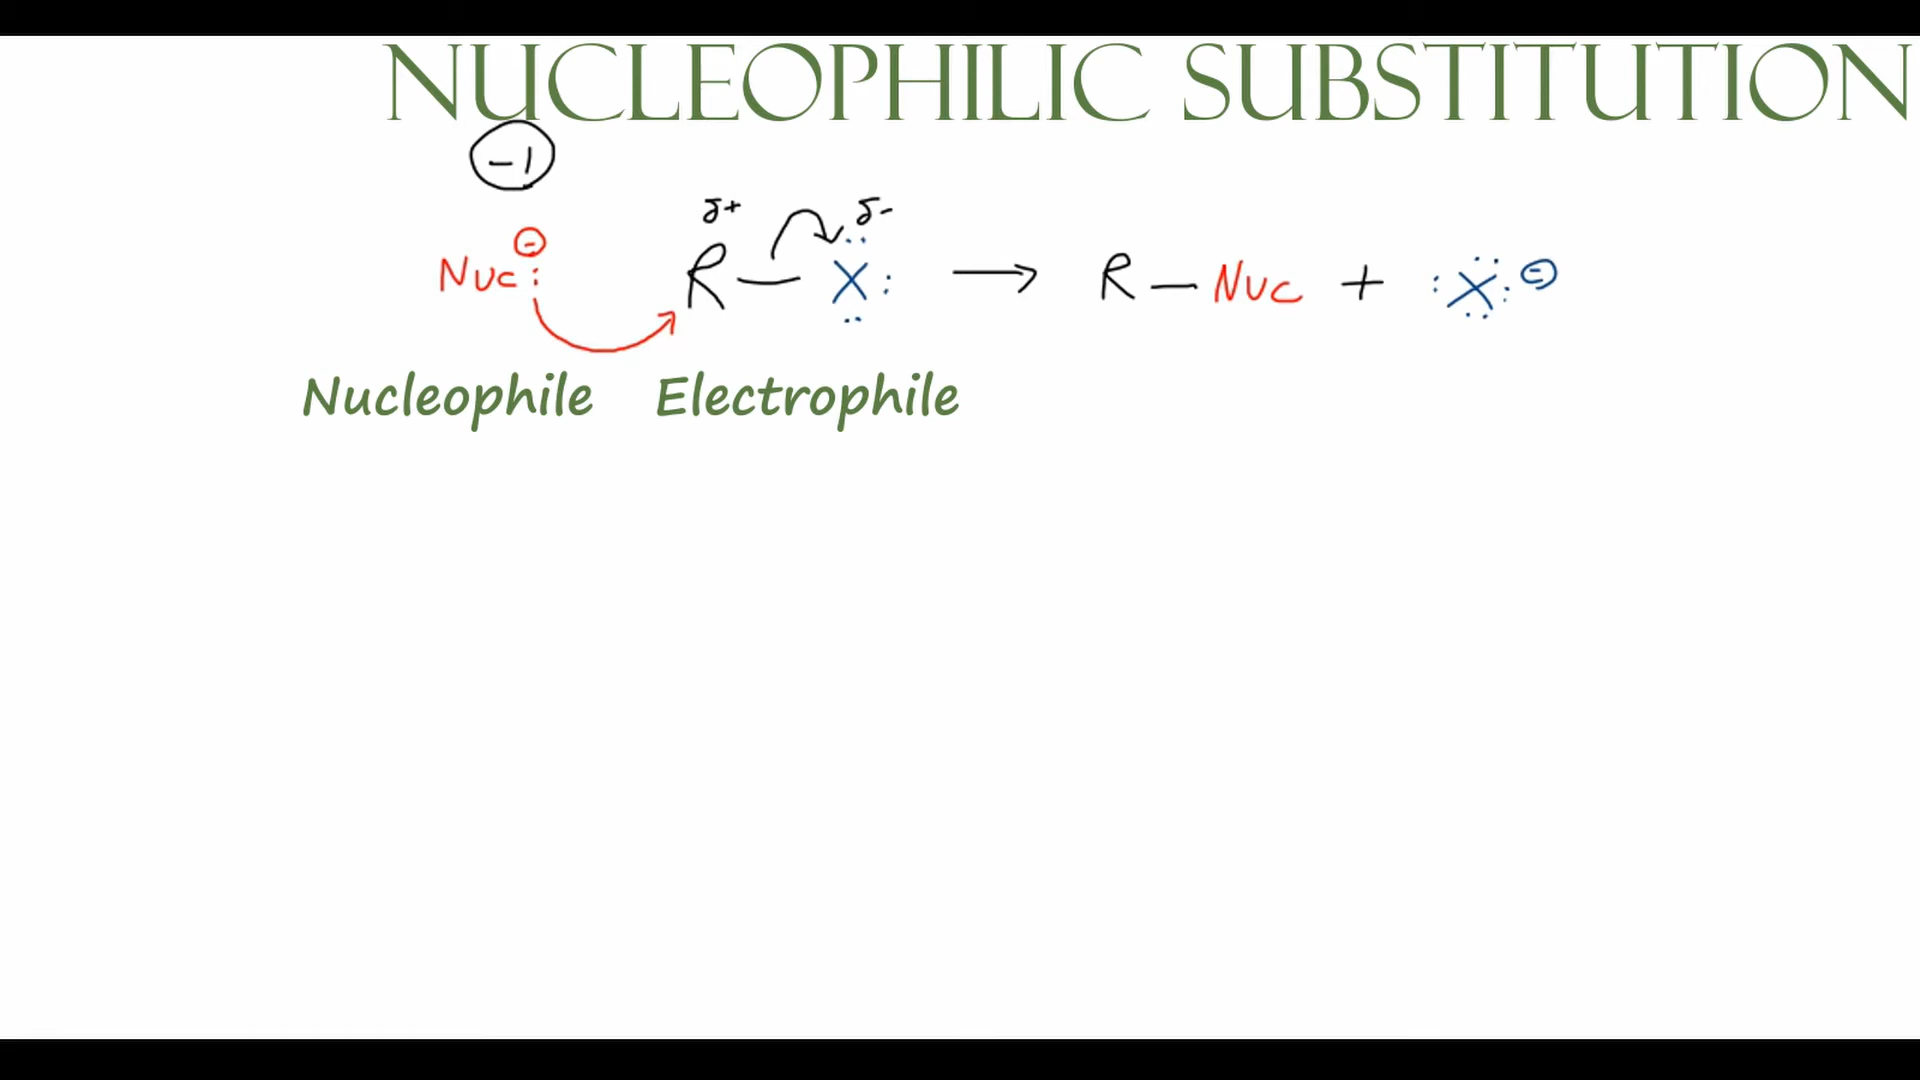 NUCLEOPHILIC SUBSTITUTION
-1
δ+ δ-
Nuc:⊖ R—X: → R—Nuc + :X:⊖
Nucleophile Electrophile